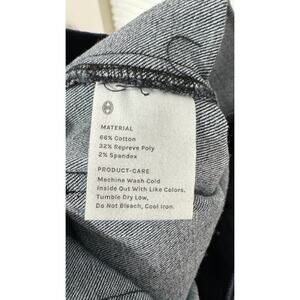 MATERIAL
66% Cotton
32% Repreve Poly
2% Spandex
PRODUCT-CARE
Machine Wash Cold
Inside Out With Like Colors,
Tumble Dry Low,
Do Not Bleach, Cool Iron.